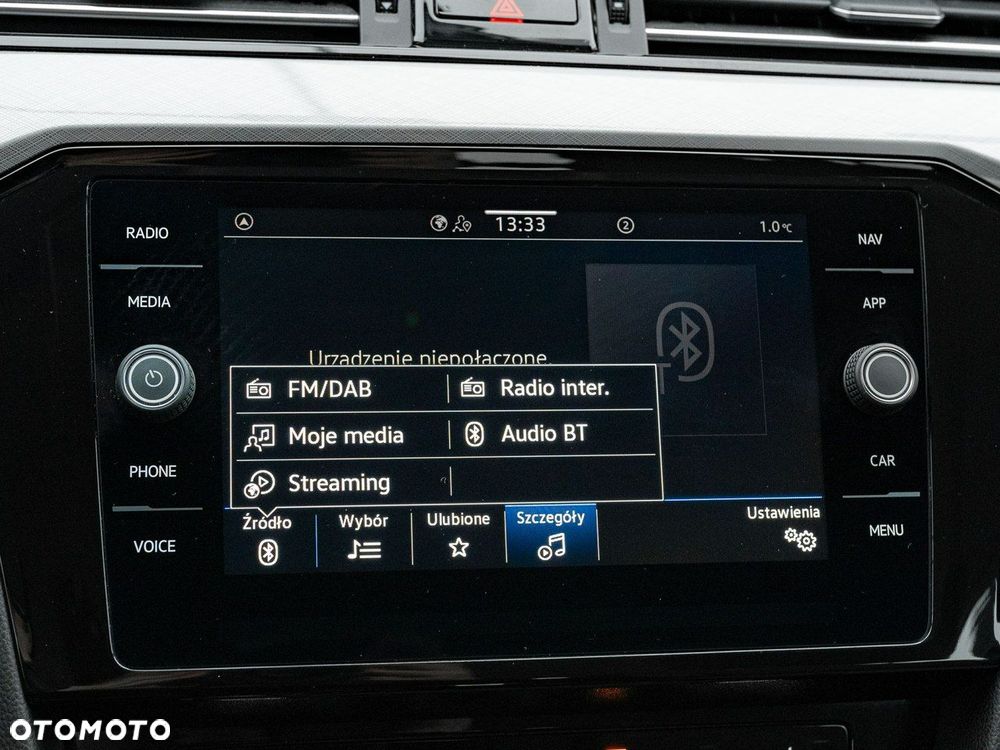 RADIO
MEDIA
PHONE
VOICE
13:33
2
1.0°C
Urządzenie niepołączone.
FM/DAB
Radio inter.
Moje media
Audio BT
Streaming
Źródło
Wybór
Ulubione
Szczegóły
Ustawienia
NAV
APP
CAR
MENU
OTOMOTO